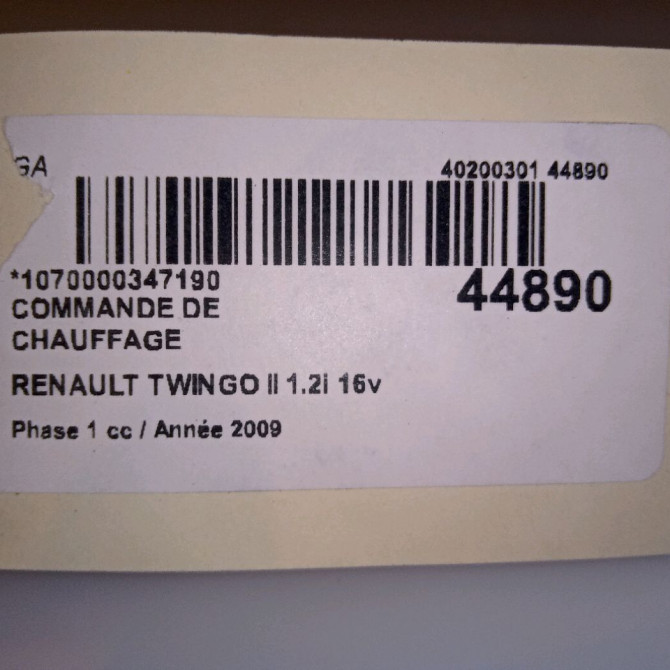 GA
40200301 44890
*1070000347190
44890
COMMANDE DE
CHAUFFAGE
RENAULT TWINGO II 1.2i 16v
Phase 1 cc / Année 2009